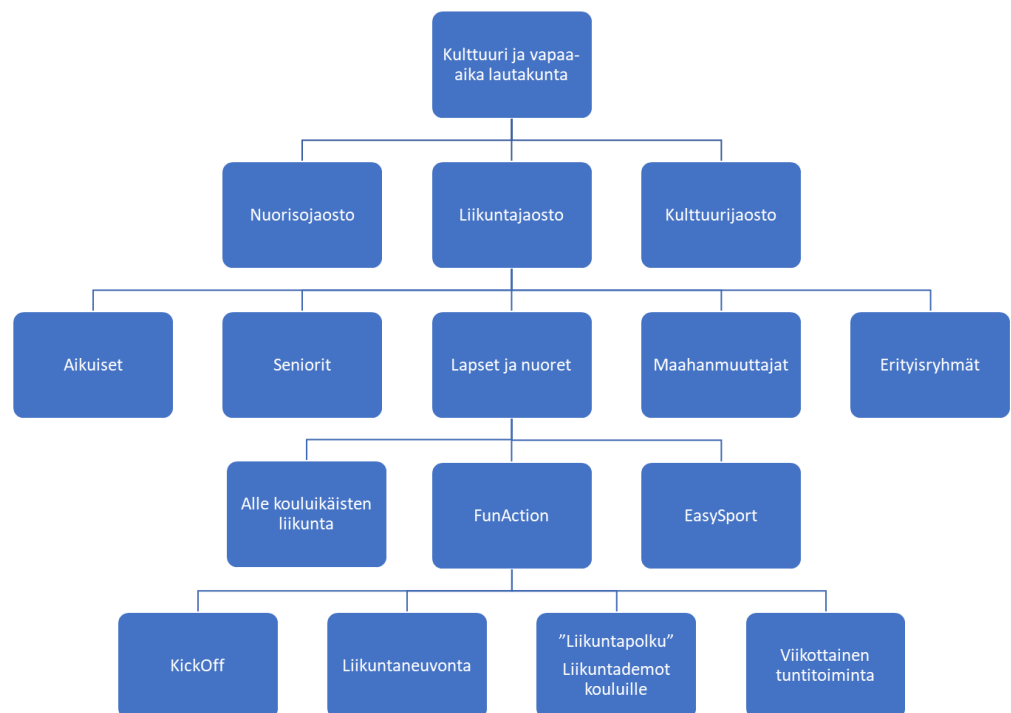 Kulttuuri ja vapaa-
aika lautakunta
Nuorisojaosto
Liikuntajaosto
Kulttuurijaosto
Aikuiset
Seniorit
Lapset ja nuoret
Maahanmuuttajat
Erityisryhmät
Alle kouluikäisten
liikunta
FunAction
EasySport
KickOff
Liikuntaneuvonta
”Liikuntapolku”
Liikuntademot
kouluille
Viikottainen
tuntitoiminta